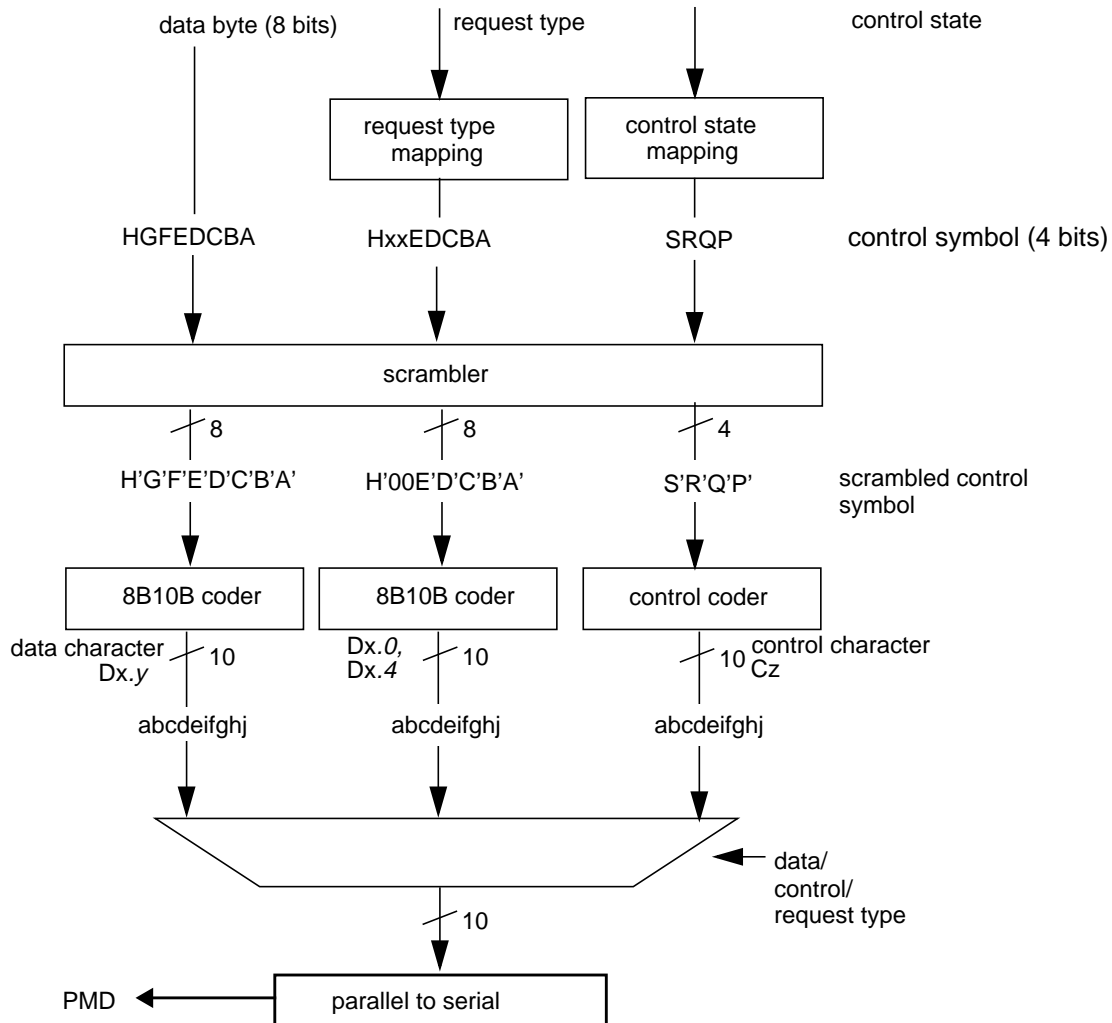 data byte (8 bits)
request type
control state
request type
mapping
control state
mapping
HGFEDCBA
HxxEDCBA
SRQP
control symbol (4 bits)
scrambler
8
8
4
H’G’F’E’D’C’B’A’
H’00E’D’C’B’A’
S’R’Q’P’
scrambled control
symbol
8B10B coder
8B10B coder
control coder
data character
Dx.y
10
Dx.0,
Dx.4
10
10
control character
Cz
abcdeifghj
abcdeifghj
abcdeifghj
data/
control/
request type
10
PMD
parallel to serial